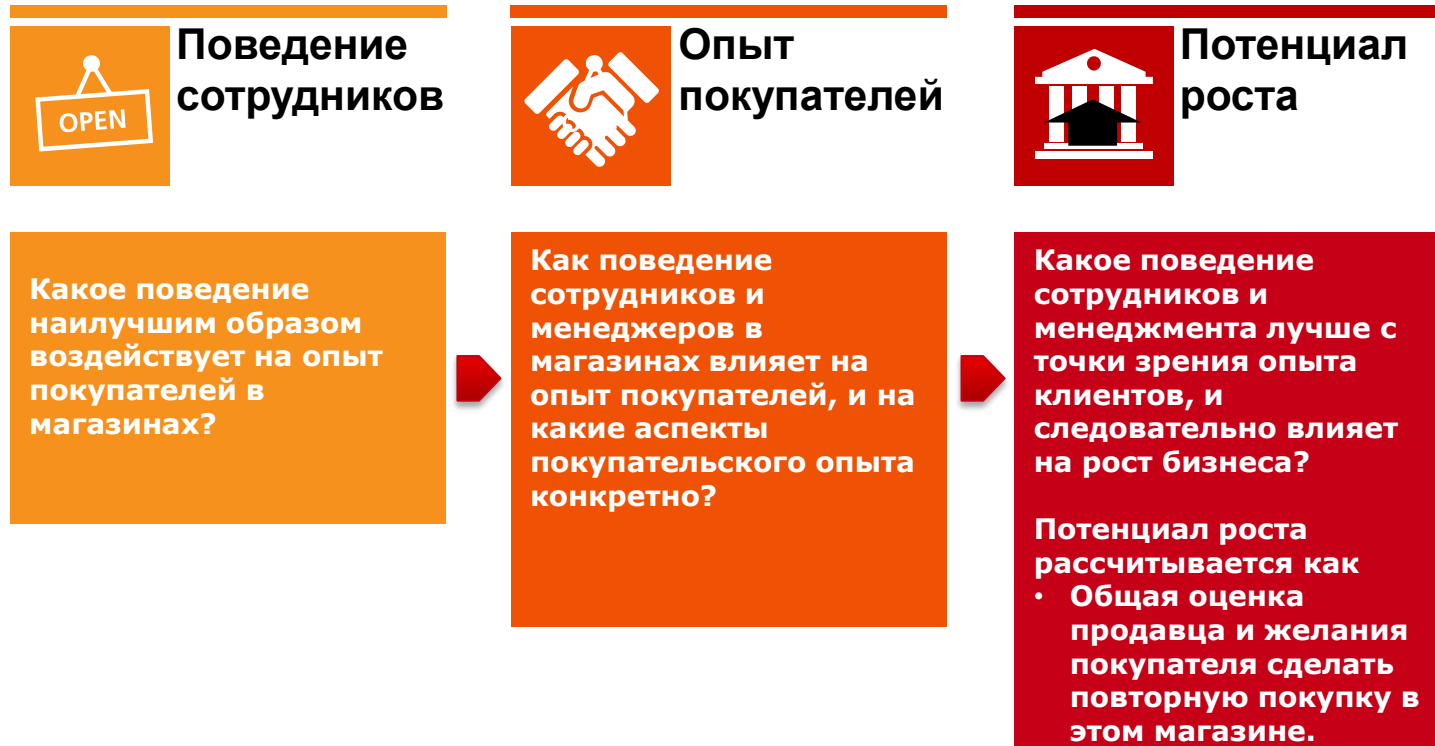 Поведение
сотрудников
OPEN
Какое поведение
наилучшим образом
воздействует на опыт
покупателей в
магазинах?
Опыт
покупателей
Как поведение
сотрудников и
менеджеров в
магазинах влияет на
опыт покупателей, и на
какие аспекты
покупательского опыта
конкретно?
Потенциал
роста
Какое поведение
сотрудников и
менеджмента лучше с
точки зрения опыта
клиентов, и
следовательно влияет
на рост бизнеса?
Потенциал роста
рассчитывается как
• Общая оценка
продавца и желания
покупателя сделать
повторную покупку в
этом магазине.